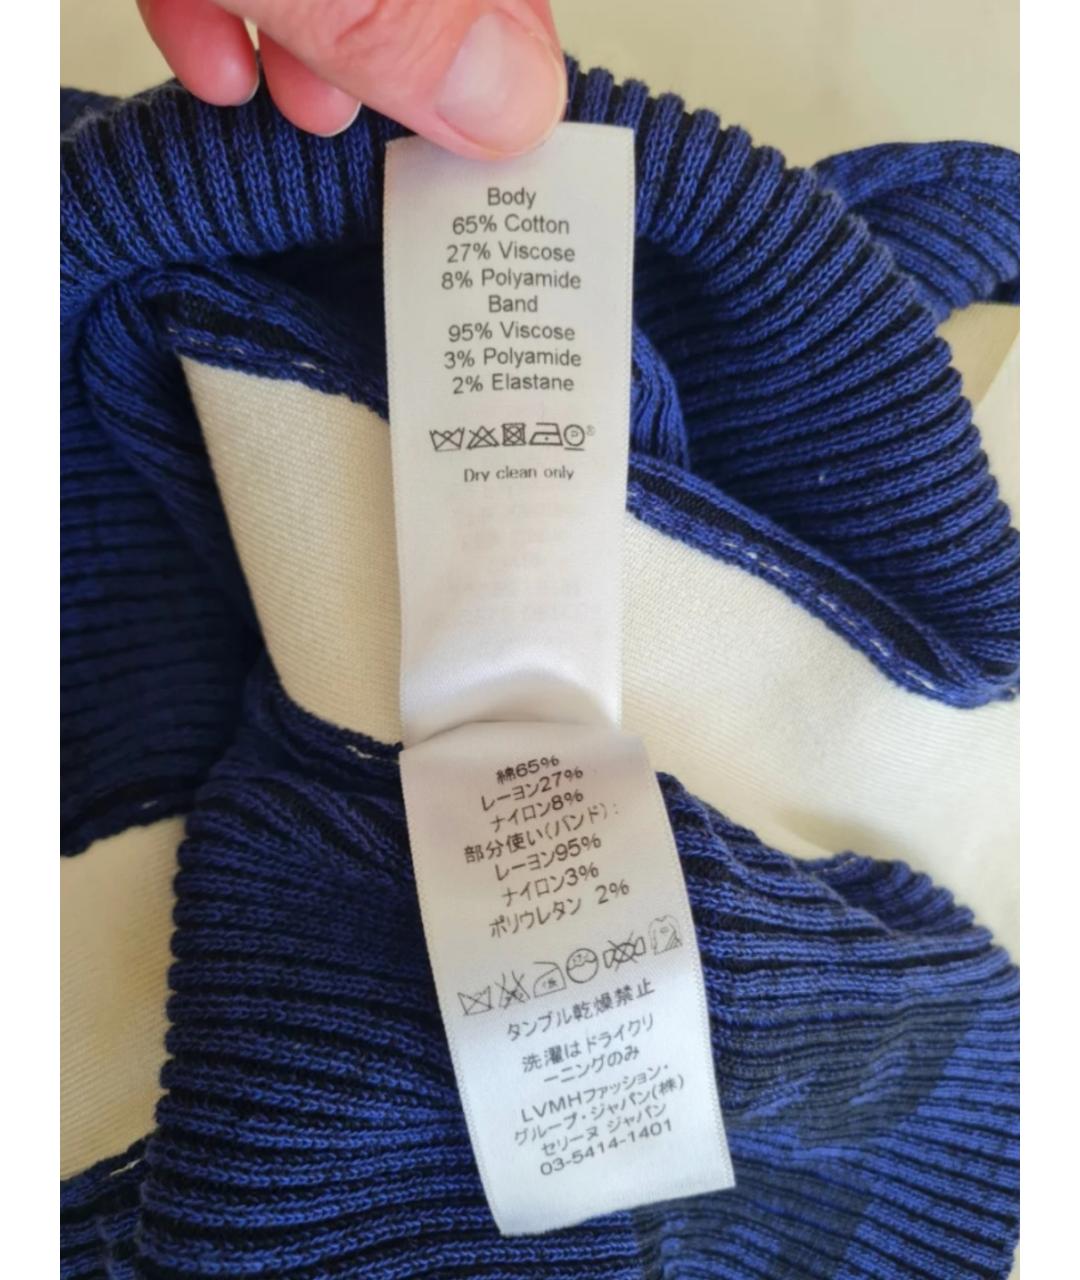 Body
65% Cotton
27% Viscose
8% Polyamide
Band
95% Viscose
3% Polyamide
2% Elastane
P ®
Dry clean only
綿65%
レーヨン27%
ナイロン8%
部分使い(バンド):
レーヨン95%
ナイロン3%
ポリウレタン 2%
タンブル乾燥禁止
洗濯はドライクリ
ーニングのみ
LVMHファッション・
グループ・ジャパン(株)
セリーヌ ジャパン
03-5414-1401